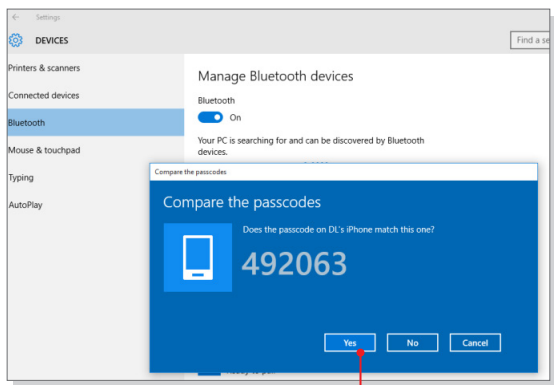 Settings
DEVICES
Find a se
Printers & scanners
Connected devices
Bluetooth
Mouse & touchpad
Typing
AutoPlay
Manage Bluetooth devices
Bluetooth
On
Your PC is searching for and can be discovered by Bluetooth
devices.
Compare the passcodes
Compare the passcodes
Does the passcode on DL's iPhone match this one?
492063
Yes No Cancel